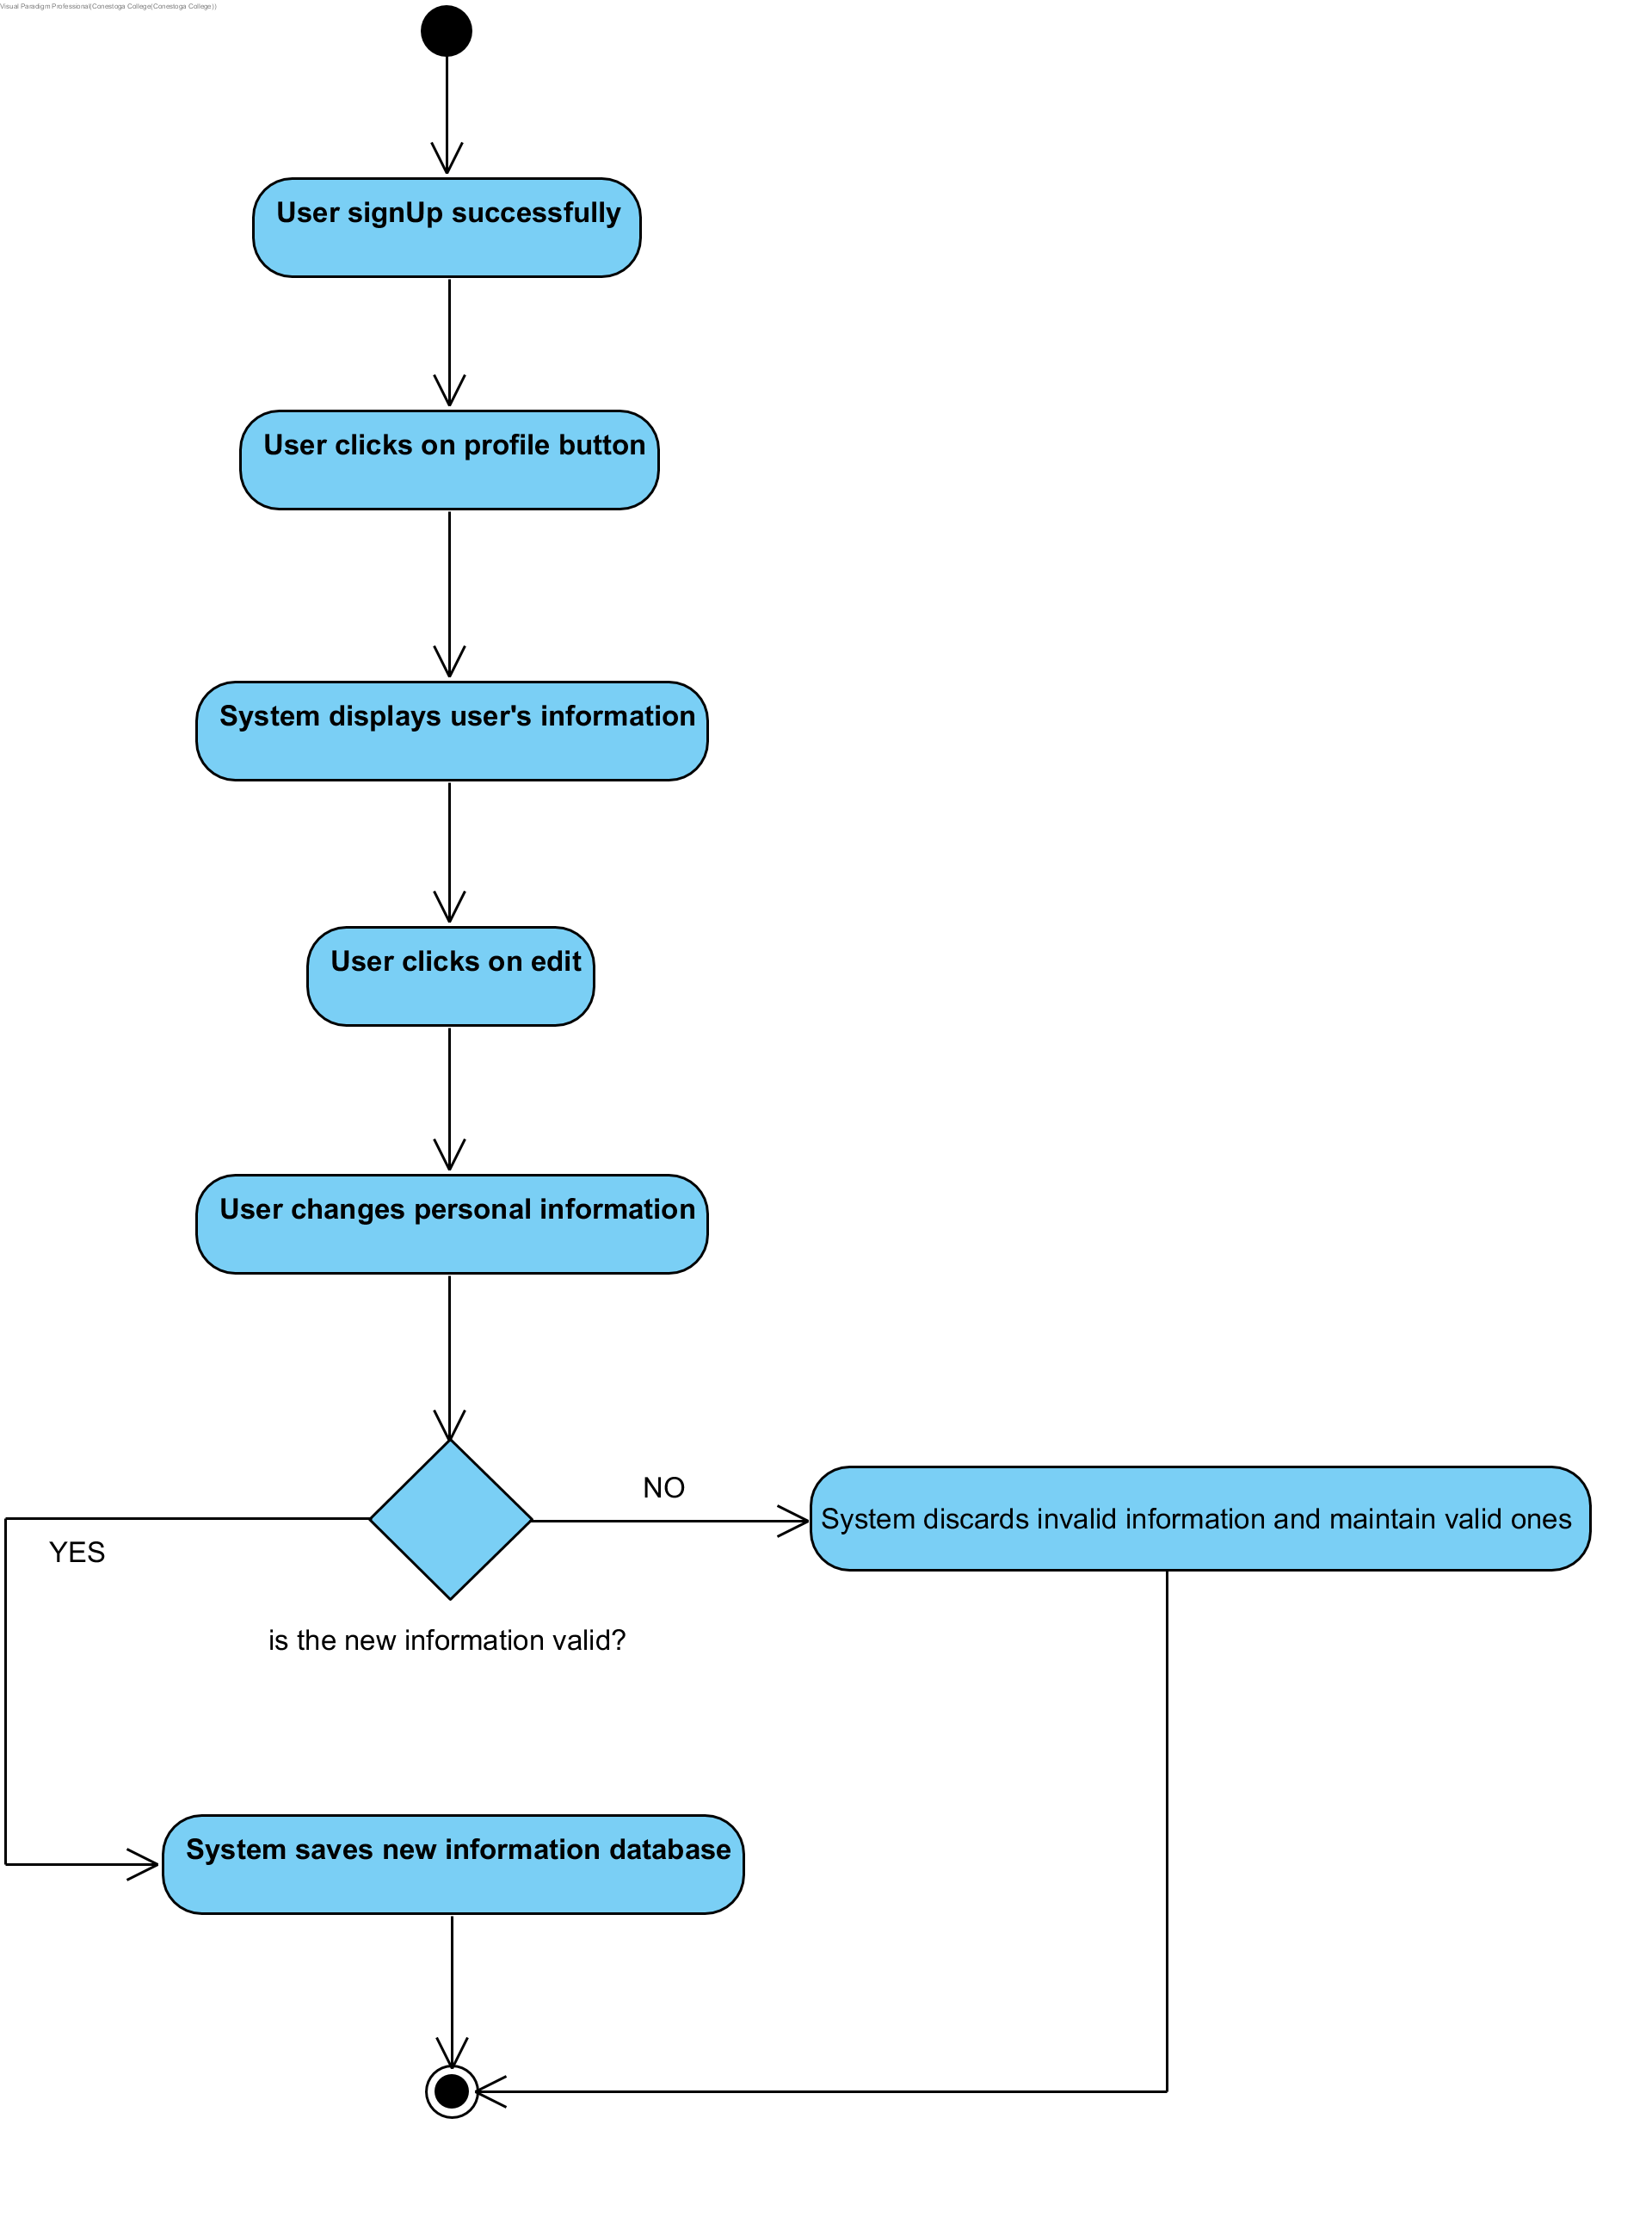 Visual Paradigm Professional(Conestoga College(Conestoga College))
User signUp successfully
User clicks on profile button
System displays user's information
User clicks on edit
User changes personal information
NO
System discards invalid information and maintain valid ones
YES
is the new information valid?
System saves new information database